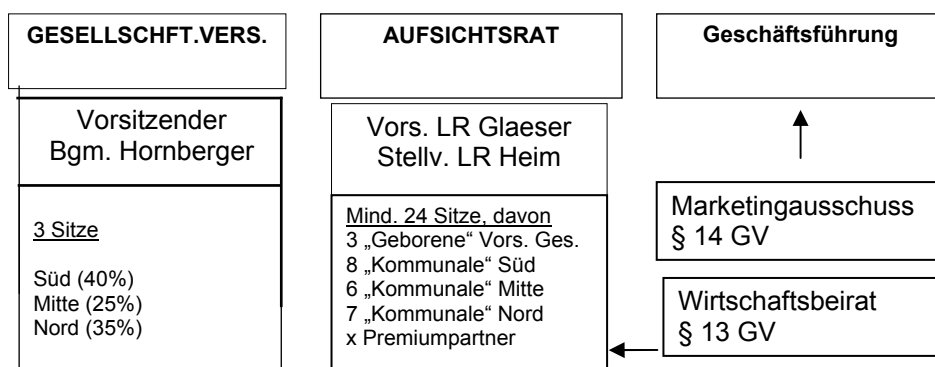 GESELLSCHFT.VERS.
Vorsitzender
Bgm. Hornberger
3 Sitze
Süd (40%)
Mitte (25%)
Nord (35%)
AUFSICHTSRAT
Vors. LR Glaeser
Stellv. LR Heim
Mind. 24 Sitze, davon
3 „Geborene“ Vors. Ges.
8 „Kommunale“ Süd
6 „Kommunale“ Mitte
7 „Kommunale“ Nord
x Premiumpartner
Geschäftsführung
Marketingausschuss
§ 14 GV
Wirtschaftsbeirat
§ 13 GV